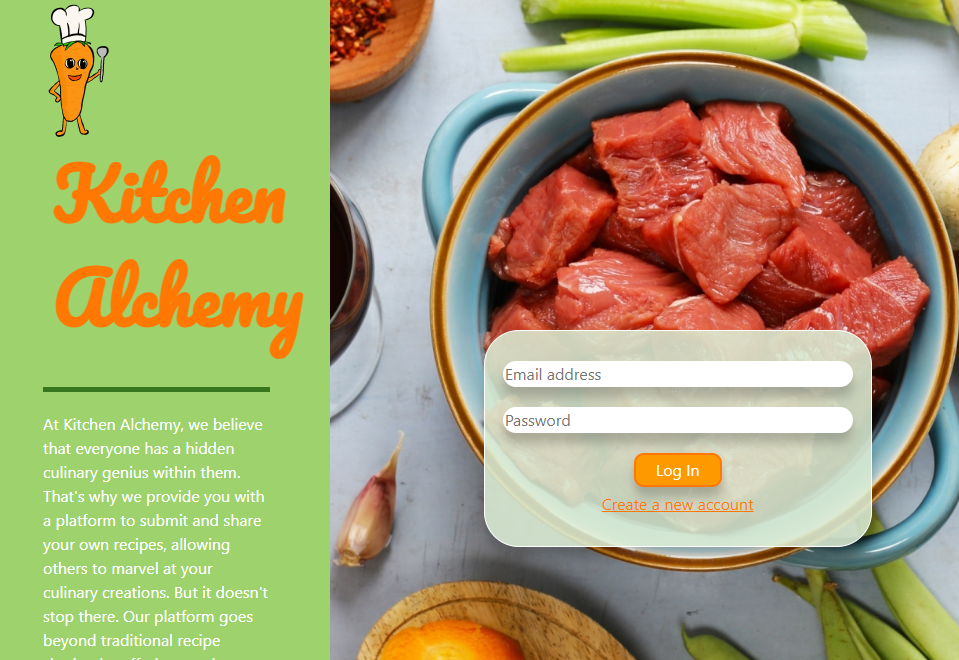 Kitchen
Alchemy
At Kitchen Alchemy, we believe
that everyone has a hidden
culinary genius within them.
That's why we provide you with
a platform to submit and share
your own recipes, allowing
others to marvel at your
culinary creations. But it doesn't
stop there. Our platform goes
beyond traditional recipe
Email address
Password
Log In
Create a new account